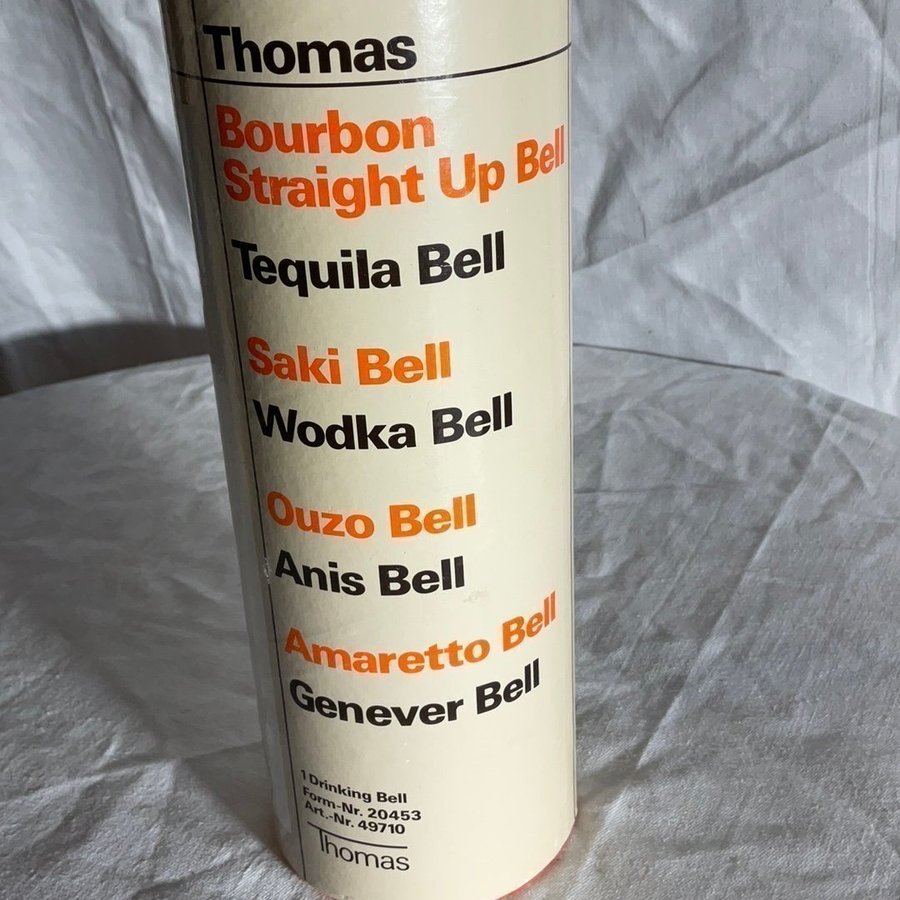 Thomas
Bourbon
Straight Up Bell
Tequila Bell
Saki Bell
Wodka Bell
Ouzo Bell
Anis Bell
Amaretto Bell
Genever Bell
1 Drinking Bell
Form-Nr. 20453
Art.-Nr. 49710
Thomas